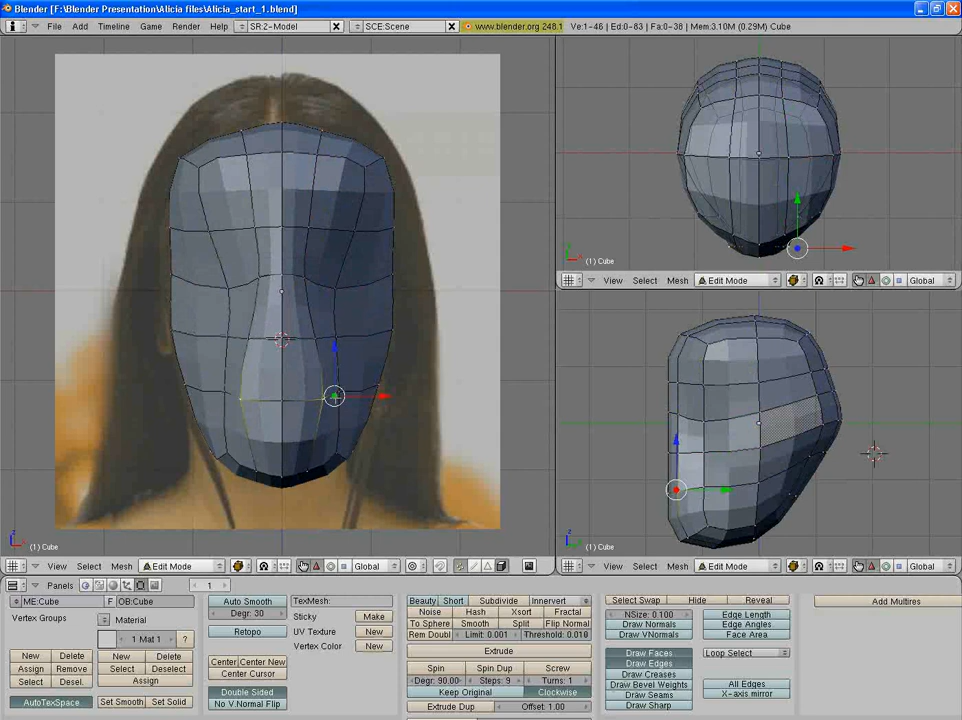 Blender [F:\Blender Presentation\Alicia files\Alicia_start_1.blend]
File Add Timeline Game Render Help SR:2-Model SCE:Scene www.blender.org 248.1 Ve:1-46 | Ed:0-83 | Fa:0-38 | Mem:3.10M (0.29M) Cube
(1) Cube
View Select Mesh Edit Mode Global
(1) Cube
(1) Cube
View Select Mesh Edit Mode Global
View Select Mesh Edit Mode Global
Panels 1
ME:Cube F OB:Cube
Vertex Groups
Material
1 Mat 1 ?
New Delete New Delete
Assign Remove Select Deselect
Select Desel. Assign
AutoTexSpace Set Smooth Set Solid
Auto Smooth
Degr: 30
Retopo
Center Center New
Center Cursor
Double Sided
No V.Normal Flip
TexMesh:
Sticky Make
UV Texture New
Vertex Color New
Beauty Short Subdivide Innervert
Noise Hash Xsort Fractal
To Sphere Smooth Split Flip Normal
Rem Doubl Limit: 0.001 Threshold: 0.010
Extrude
Spin Spin Dup Screw
Degr: 90.00 Steps: 9 Turns: 1
Keep Original Clockwise
Extrude Dup Offset: 1.00
Select Swap Hide Reveal
NSize: 0.100
Draw Normals
Draw VNormals
Draw Faces
Draw Edges
Draw Creases
Draw Bevel Weights
Draw Seams
Draw Sharp
Edge Length
Edge Angles
Face Area
Loop Select
All Edges
X-axis mirror
Add Multires